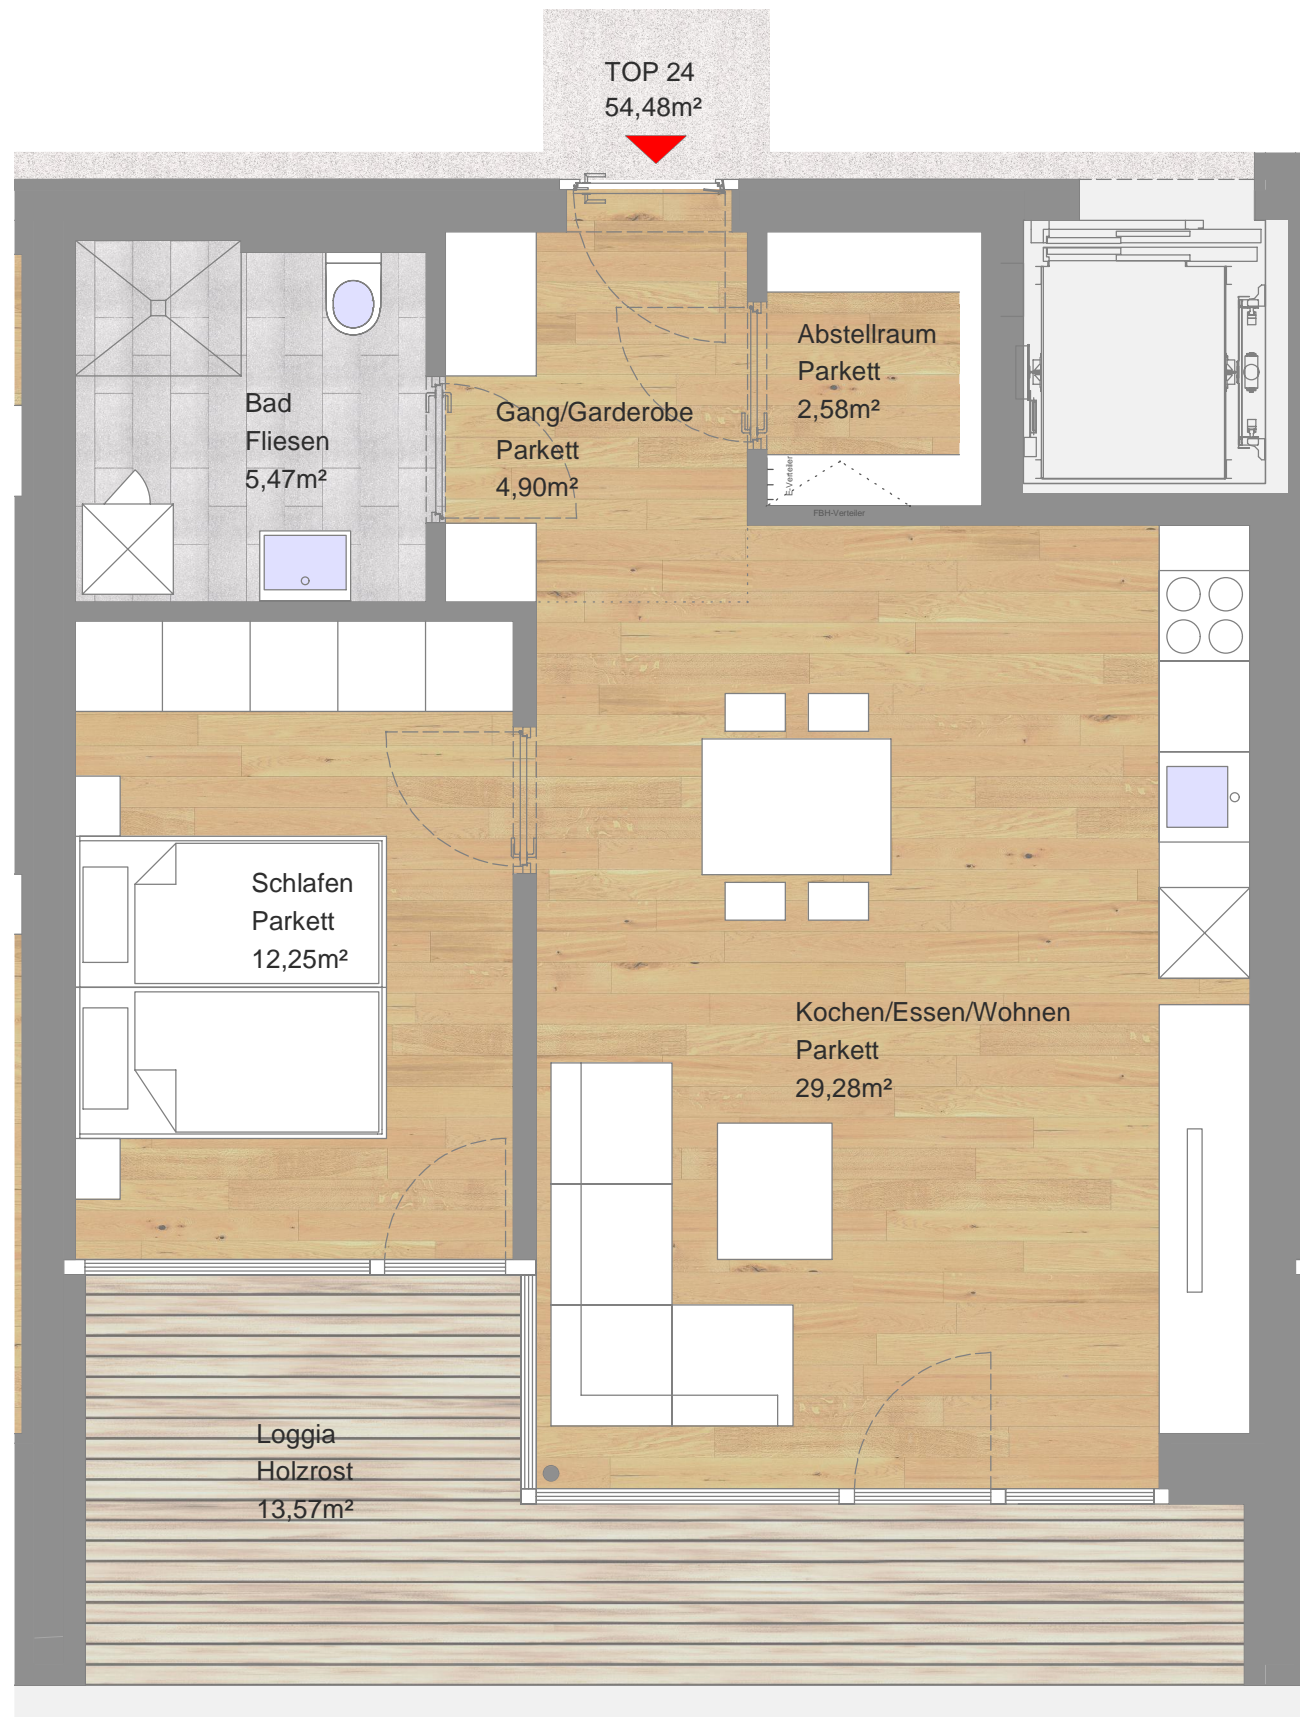 TOP 24
54,48m²
Abstellraum
Parkett
2,58m²
Bad
Fliesen
5,47m²
Gang/Garderobe
Parkett
4,90m²
E-Verteiler
FBH-Verteiler
Schlafen
Parkett
12,25m²
Kochen/Essen/Wohnen
Parkett
29,28m²
Loggia
Holzrost
13,57m²